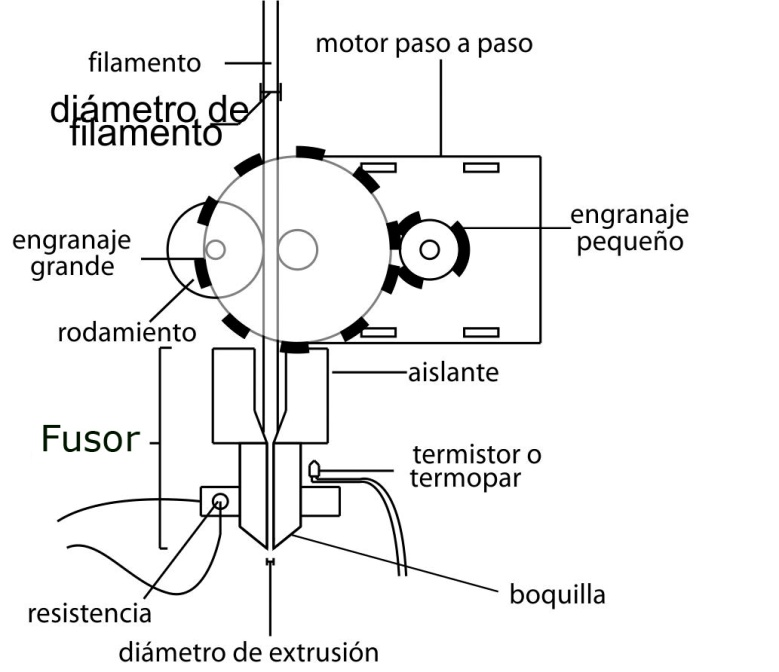 filamento
motor paso a paso
diámetro de
filamento
engranaje
pequeño
engranaje
grande
rodamiento
aislante
Fusor
termistor o
termopar
boquilla
resistencia
diámetro de extrusión